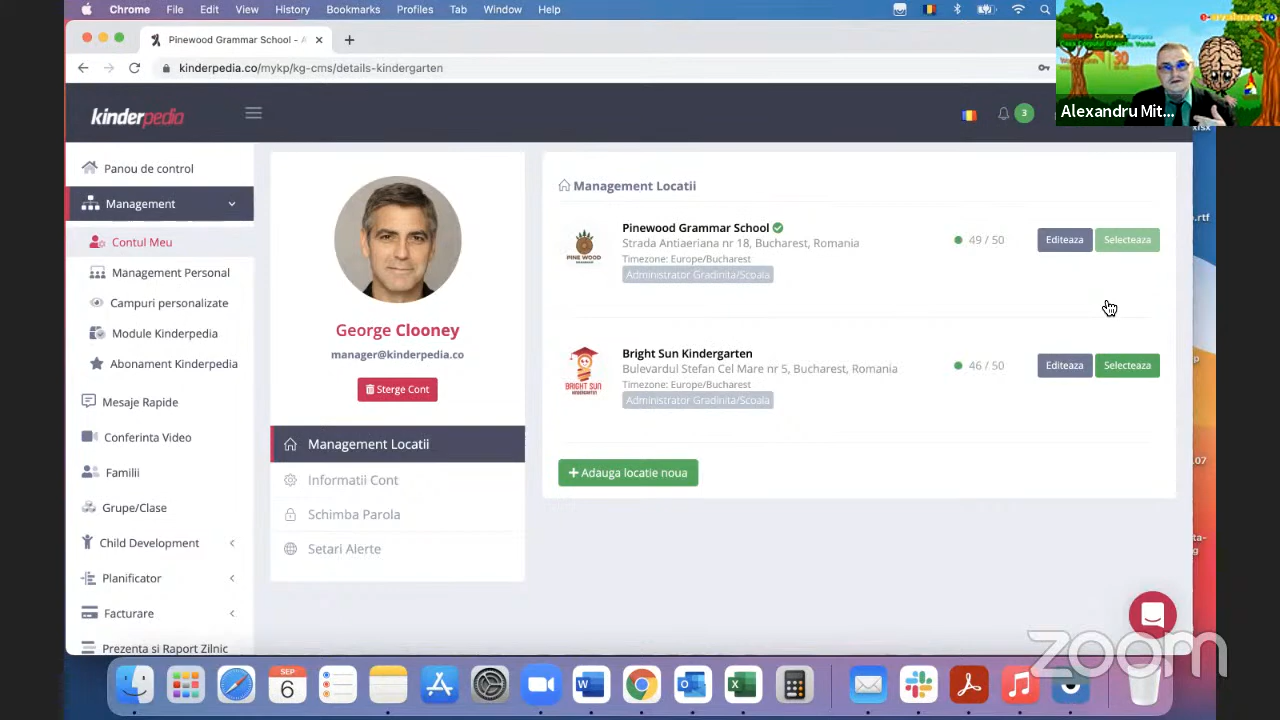 Chrome File Edit View History Bookmarks Profiles Tab Window Help
Pinewood Grammar School - A
kinderpedia.co/mykp/kg-cms/details-kindergarten
Alexandru Mit...
kinderpedia
3
Panou de control
Management
Contul Meu
Management Personal
Campuri personalizate
Module Kinderpedia
Abonament Kinderpedia
Mesaje Rapide
Conferinta Video
Familii
Grupe/Clase
Child Development
Planificator
Facturare
Prezenta si Raport Zilnic
George Clooney
manager@kinderpedia.co
Sterge Cont
Management Locatii
Informatii Cont
Schimba Parola
Setari Alerte
Management Locatii
PINE WOOD
Pinewood Grammar School
Strada Antiaeriana nr 18, Bucharest, Romania
Timezone: Europe/Bucharest
Administrator Gradinita/Scoala
49 / 50
Editeaza
Selecteaza
BRIGHT SUN
Bright Sun Kindergarten
Bulevardul Stefan Cel Mare nr 5, Bucharest, Romania
Timezone: Europe/Bucharest
Administrator Gradinita/Scoala
46 / 50
Editeaza
Selecteaza
Adauga locatie noua
.rtf
.07
zoom
SEP
6